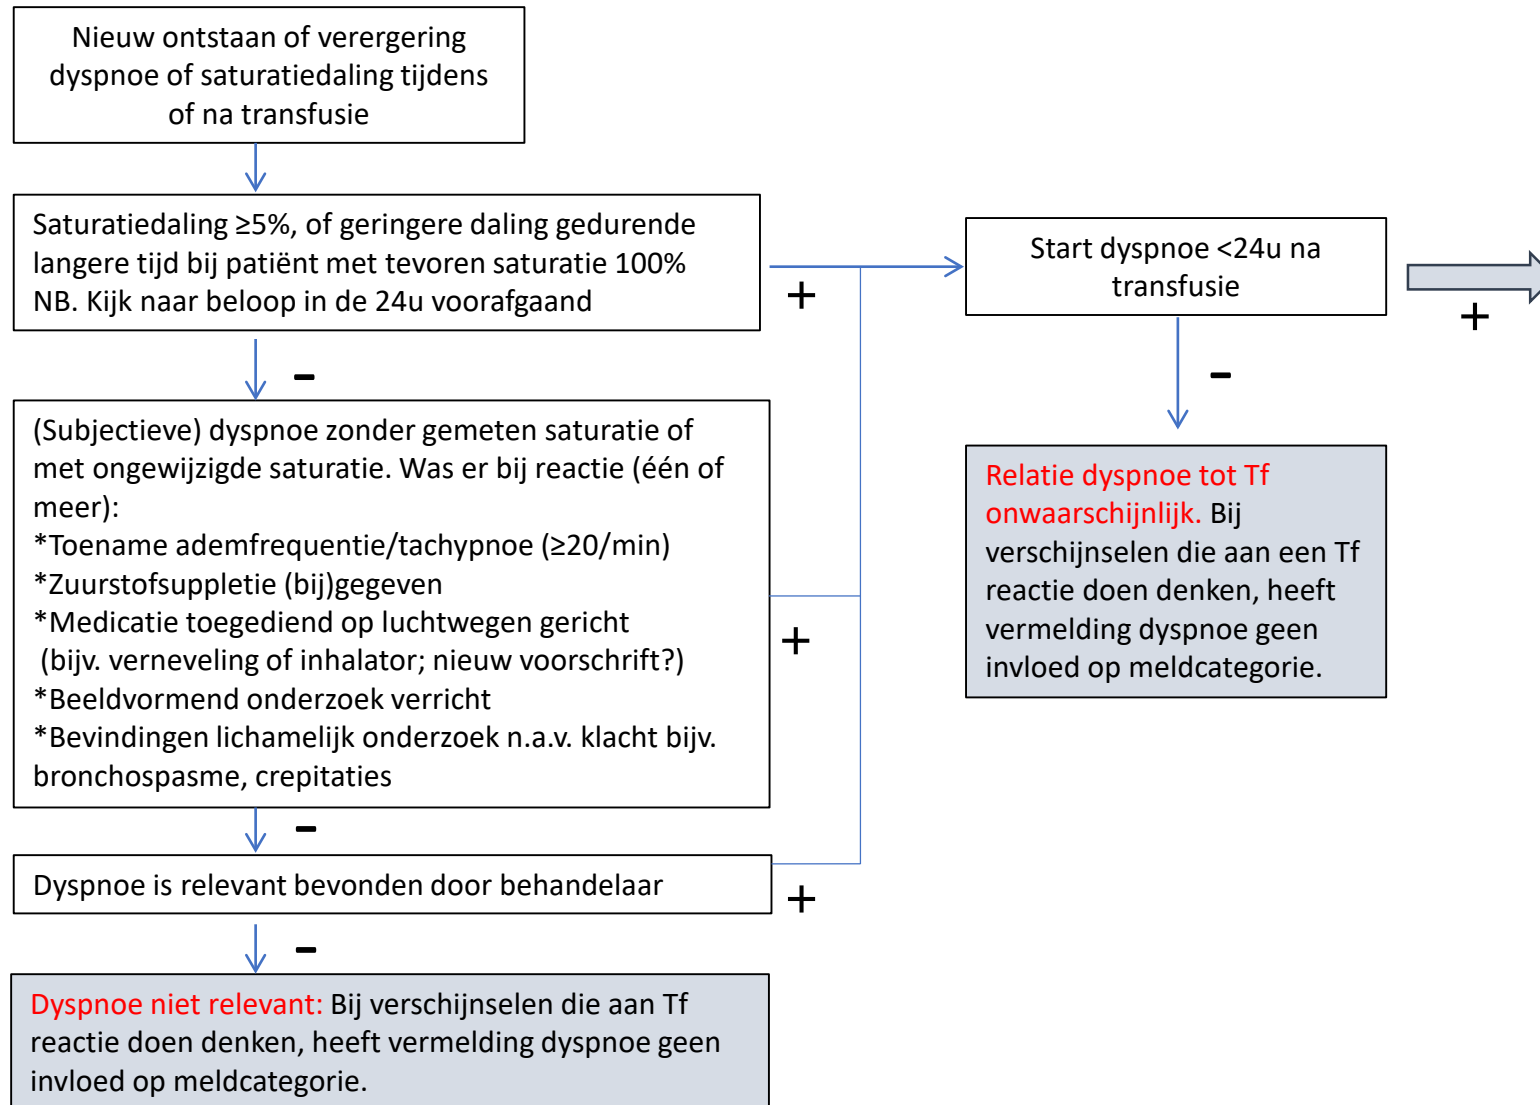 Nieuw ontstaan of verergering
dyspnoe of saturatiedaling tijdens
of na transfusie
Saturatiedaling ≥5%, of geringere daling gedurende
langere tijd bij patiënt met tevoren saturatie 100%
NB. Kijk naar beloop in de 24u voorafgaand
+
-
(Subjectieve) dyspnoe zonder gemeten saturatie of
met ongewijzigde saturatie. Was er bij reactie (één of
meer):
*Toename ademfrequentie/tachypnoe (≥20/min)
*Zuurstofsuppletie (bij)gegeven
*Medicatie toegediend op luchtwegen gericht
(bijv. verneveling of inhalator; nieuw voorschrift?)
*Beeldvormend onderzoek verricht
*Bevindingen lichamelijk onderzoek n.a.v. klacht bijv.
bronchospasme, crepitaties
+
-
Dyspnoe is relevant bevonden door behandelaar
+
-
Dyspnoe niet relevant: Bij verschijnselen die aan Tf
reactie doen denken, heeft vermelding dyspnoe geen
invloed op meldcategorie.
Start dyspnoe <24u na
transfusie
+
-
Relatie dyspnoe tot Tf
onwaarschijnlijk. Bij
verschijnselen die aan een Tf
reactie doen denken, heeft
vermelding dyspnoe geen
invloed op meldcategorie.